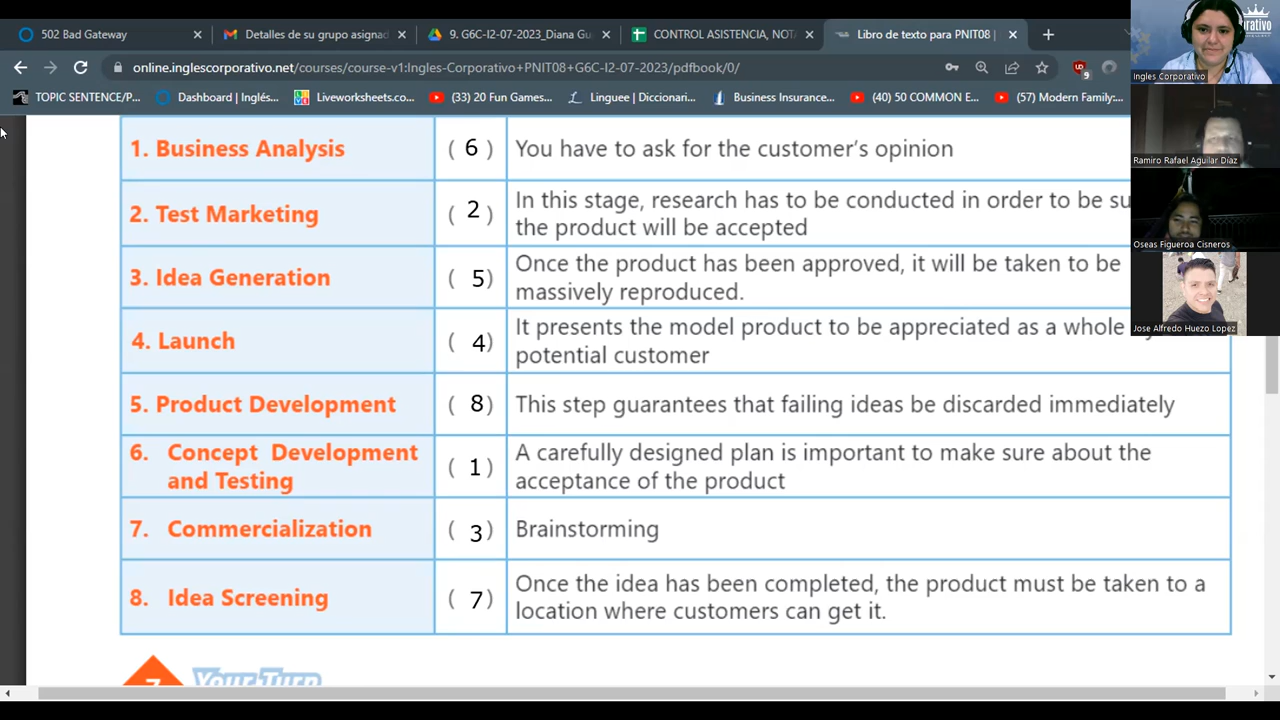 502 Bad Gateway
Detalles de su grupo asignad
9. G6C-I2-07-2023_Diana Gu
CONTROL ASISTENCIA, NOTA
Libro de texto para PNIT08 |
online.inglescorporativo.net/courses/course-v1:Ingles-Corporativo+PNIT08+G6C-I2-07-2023/pdfbook/0/
9
TOPIC SENTENCE/P...
Dashboard | Inglés...
Liveworksheets.co...
(33) 20 Fun Games...
Linguee | Diccionari...
Business Insurance...
(40) 50 COMMON E...
(57) Modern Family:...
Ingles Corporativo
Ramiro Rafael Aguilar Díaz
Oseas Figueroa Cisneros
Jose Alfredo Huezo Lopez
1. Business Analysis
( 6 )
You have to ask for the customer's opinion
2. Test Marketing
( 2 )
In this stage, research has to be conducted in order to be su
the product will be accepted
3. Idea Generation
( 5 )
Once the product has been approved, it will be taken to be
massively reproduced.
4. Launch
( 4 )
It presents the model product to be appreciated as a whole
potential customer
5. Product Development
( 8 )
This step guarantees that failing ideas be discarded immediately
6. Concept Development
and Testing
( 1 )
A carefully designed plan is important to make sure about the
acceptance of the product
7. Commercialization
( 3 )
Brainstorming
8. Idea Screening
( 7 )
Once the idea has been completed, the product must be taken to a
location where customers can get it.
7
Your Turn